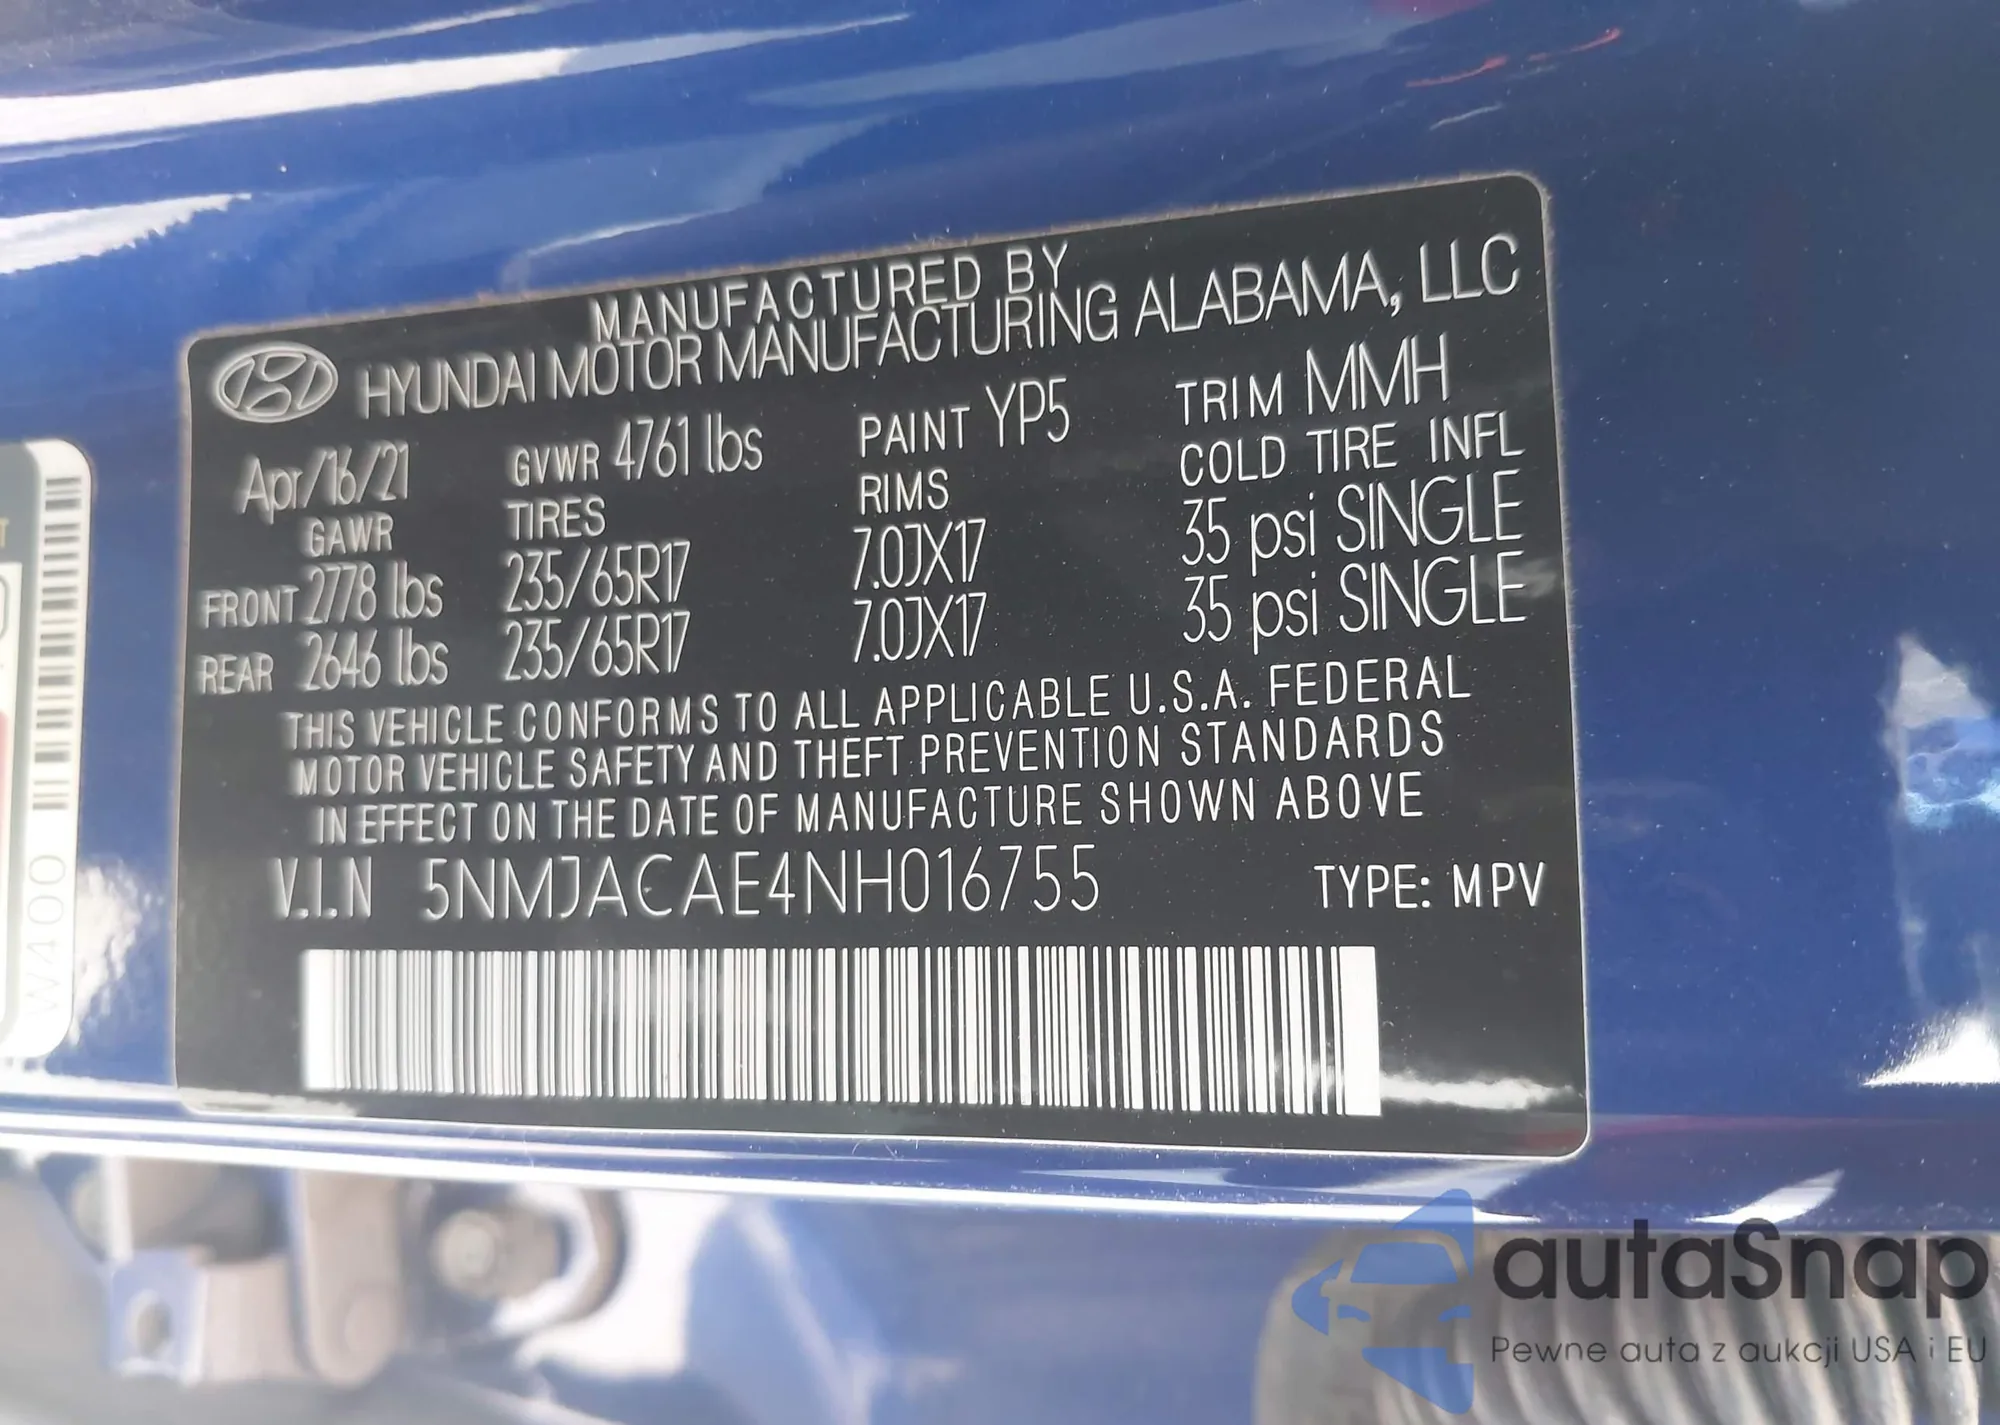 MANUFACTURED BY
HYUNDAI MOTOR MANUFACTURING ALABAMA, LLC
Apr/16/21 GVWR 4761 lbs PAINT YP5 TRIM MMH
GAWR TIRES RIMS COLD TIRE INFL
FRONT 2778 lbs 235/65R17 7.0JX17 35 psi SINGLE
REAR 2646 lbs 235/65R17 7.0JX17 35 psi SINGLE
THIS VEHICLE CONFORMS TO ALL APPLICABLE U.S.A. FEDERAL
MOTOR VEHICLE SAFETY AND THEFT PREVENTION STANDARDS
IN EFFECT ON THE DATE OF MANUFACTURE SHOWN ABOVE
V.I.N 5NMJACAE4NH016755 TYPE: MPV
W400
autaSnap
Pewne auta z aukcji USA i EU